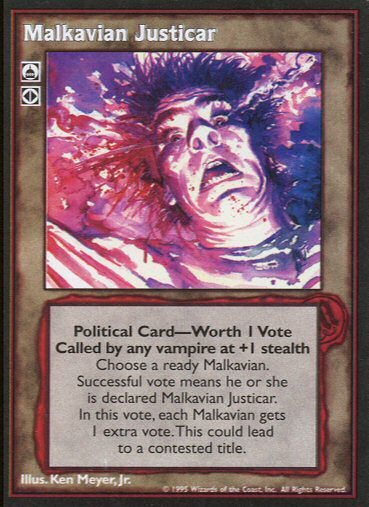 Malkavian Justicar
Political Card—Worth 1 Vote
Called by any vampire at +1 stealth
Choose a ready Malkavian.
Successful vote means he or she
is declared Malkavian Justicar.
In this vote, each Malkavian gets
1 extra vote. This could lead
to a contested title.
Illus. Ken Meyer, Jr.
© 1995 Wizards of the Coast, Inc. All Rights Reserved.